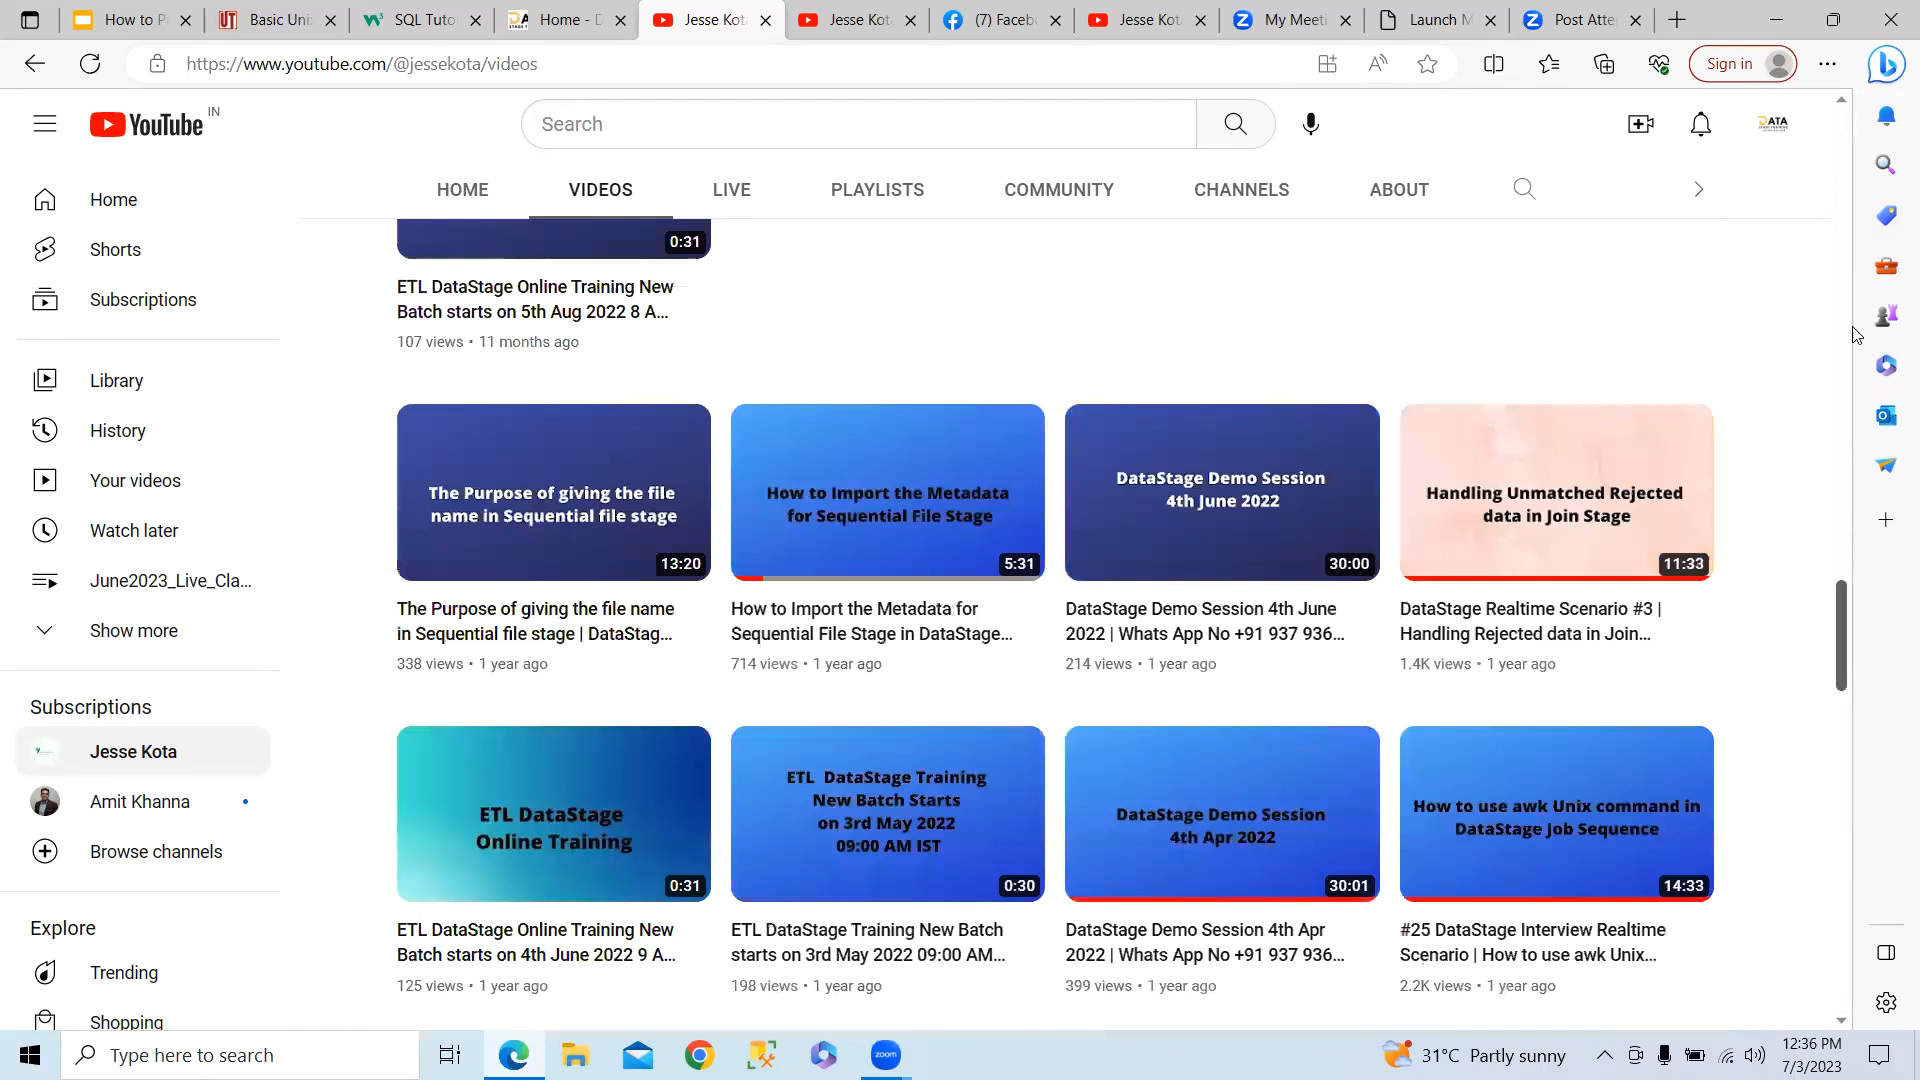 How to P
Basic Uni
SQL Tuto
Home - D
Jesse Kot
Jesse Kot
(7) Faceb
Jesse Kot
My Meeti
Launch M
Post Atte
https://www.youtube.com/@jessekota/videos
Sign in
YouTube IN
Search
DATA
HOME
VIDEOS
LIVE
PLAYLISTS
COMMUNITY
CHANNELS
ABOUT
Home
Shorts
Subscriptions
Library
History
Your videos
Watch later
June2023_Live_Cla...
Show more
Subscriptions
Jesse Kota
Amit Khanna
Browse channels
Explore
Trending
Shopping
0:31
ETL DataStage Online Training New
Batch starts on 5th Aug 2022 8 A...
107 views • 11 months ago
The Purpose of giving the file
name in Sequential file stage
13:20
The Purpose of giving the file name
in Sequential file stage | DataStag...
338 views • 1 year ago
How to Import the Metadata
for Sequential File Stage
5:31
How to Import the Metadata for
Sequential File Stage in DataStage...
714 views • 1 year ago
DataStage Demo Session
4th June 2022
30:00
DataStage Demo Session 4th June
2022 | Whats App No +91 937 936...
214 views • 1 year ago
Handling Unmatched Rejected
data in Join Stage
11:33
DataStage Realtime Scenario #3 |
Handling Rejected data in Join...
1.4K views • 1 year ago
ETL DataStage
Online Training
0:31
ETL DataStage Online Training New
Batch starts on 4th June 2022 9 A...
125 views • 1 year ago
ETL DataStage Training
New Batch Starts
on 3rd May 2022
09:00 AM IST
0:30
ETL DataStage Training New Batch
starts on 3rd May 2022 09:00 AM...
198 views • 1 year ago
DataStage Demo Session
4th Apr 2022
30:01
DataStage Demo Session 4th Apr
2022 | Whats App No +91 937 936...
399 views • 1 year ago
How to use awk Unix command in
DataStage Job Sequence
14:33
#25 DataStage Interview Realtime
Scenario | How to use awk Unix...
2.2K views • 1 year ago
Type here to search
zoom
31°C Partly sunny
12:36 PM
7/3/2023